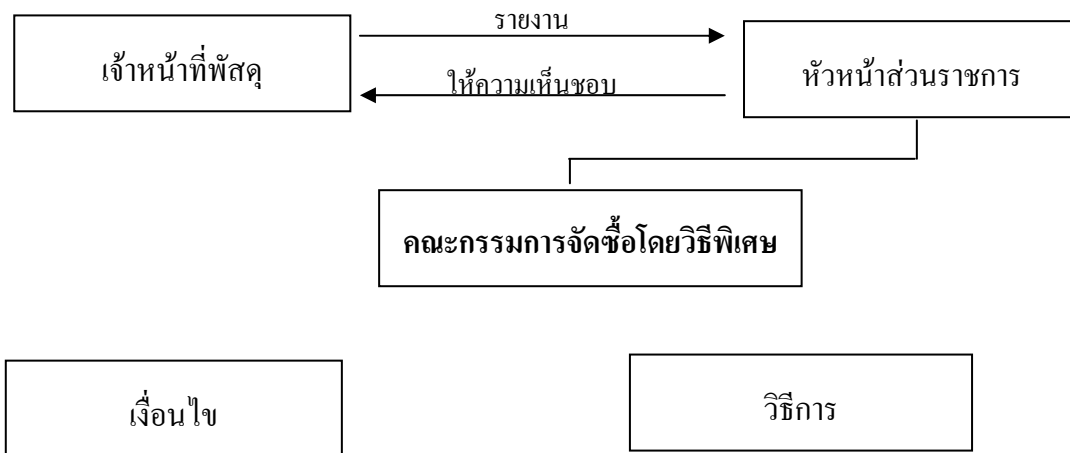 รายงาน
เจ้าหน้าที่พัสดุ
หัวหน้าส่วนราชการ
ให้ความเห็นชอบ
คณะกรรมการจัดซื้อโดยวิธีพิเศษ
เงื่อนไข
วิธีการ